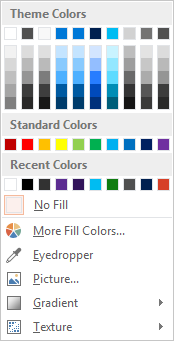 Theme Colors
Standard Colors
Recent Colors
No Fill
More Fill Colors...
Eyedropper
Picture...
Gradient
Texture